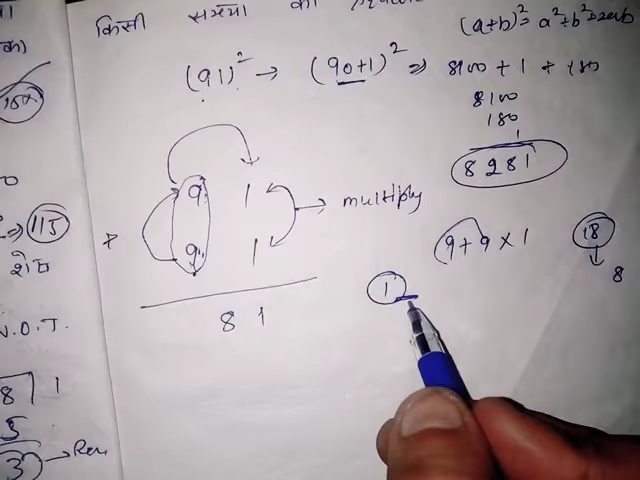 किसी संख्या का
(a+b)² = a²+b²+2ab
(91)² → (90+1)² ⇒ 8100 + 1 + 180
8100
180
1
8281
9 1
→ multiply
× 9 1
8 1
(9+9 × 1
18
↓
8
1
का)
⇒ 115
शेष
N.O.T.
8 1
5
3 → Rem